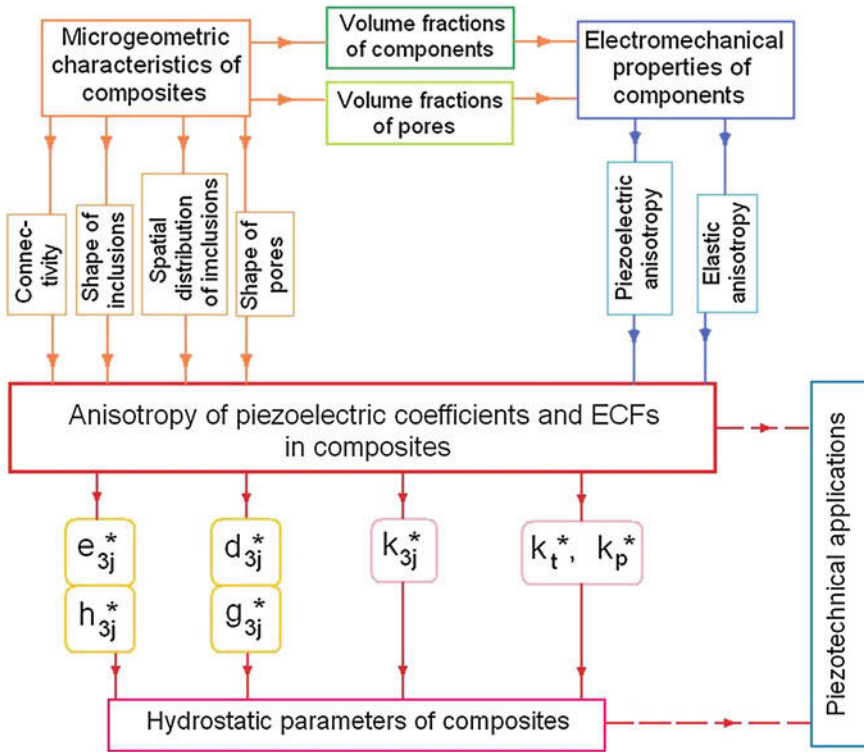 Microgeometric
characteristics of
composites
Volume fractions
of components
Volume fractions
of pores
Electromechanical
properties of
components
Connec-
tivity
Shape of
inclusions
Spatial
distribution
of inclusions
Shape of
pores
Piezoelectric
anisotropy
Elastic
anisotropy
Anisotropy of piezoelectric coefficients and ECFs
in composites
e3j*
h3j*
d3j*
g3j*
k3j*
kt*, kp*
Hydrostatic parameters of composites
Piezotechnical applications